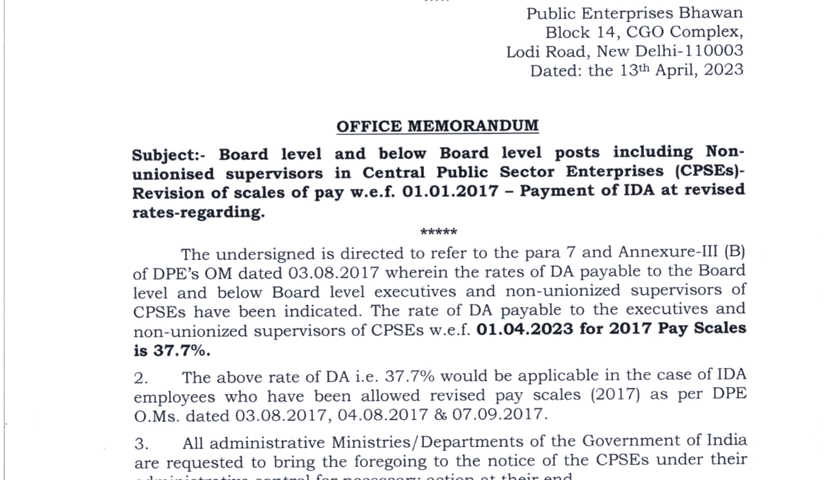 Public Enterprises Bhawan
Block 14, CGO Complex,
Lodi Road, New Delhi-110003
Dated: the 13th April, 2023
OFFICE MEMORANDUM
Subject:- Board level and below Board level posts including Non-
unionised supervisors in Central Public Sector Enterprises (CPSEs)-
Revision of scales of pay w.e.f. 01.01.2017 – Payment of IDA at revised
rates-regarding.
*****
The undersigned is directed to refer to the para 7 and Annexure-III (B)
of DPE's OM dated 03.08.2017 wherein the rates of DA payable to the Board
level and below Board level executives and non-unionized supervisors of
CPSEs have been indicated. The rate of DA payable to the executives and
non-unionized supervisors of CPSEs w.e.f. 01.04.2023 for 2017 Pay Scales
is 37.7%.
2. The above rate of DA i.e. 37.7% would be applicable in the case of IDA
employees who have been allowed revised pay scales (2017) as per DPE
O.Ms. dated 03.08.2017, 04.08.2017 & 07.09.2017.
3. All administrative Ministries/Departments of the Government of India
are requested to bring the foregoing to the notice of the CPSEs under their
administrative control for necessary action at their end.